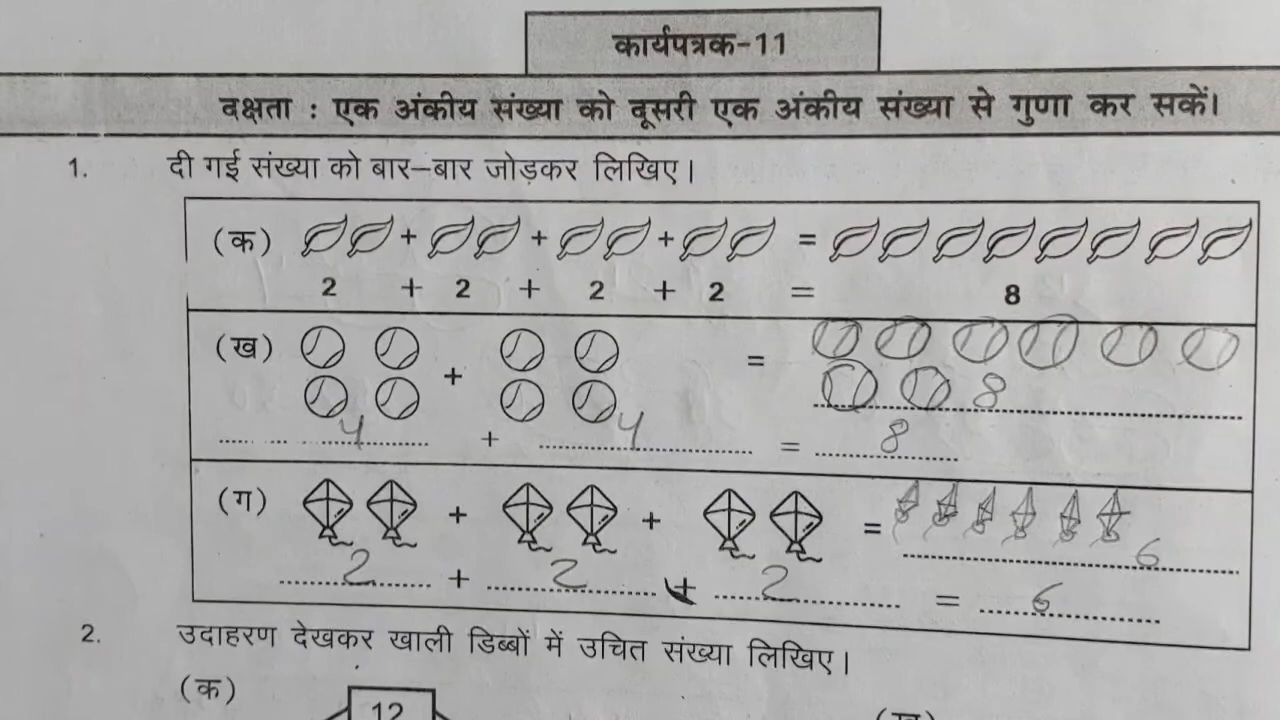 कार्यपत्रक-11
दक्षता : एक अंकीय संख्या को दूसरी एक अंकीय संख्या से गुणा कर सकें।
1. दी गई संख्या को बार–बार जोड़कर लिखिए।
(क) + + + =
2 + 2 + 2 + 2 = 8
(ख) + =
8
4 + 4 = 8
(ग) + + =
6
2 + 2 + 2 = 6
2. उदाहरण देखकर खाली डिब्बों में उचित संख्या लिखिए।
(क)
12